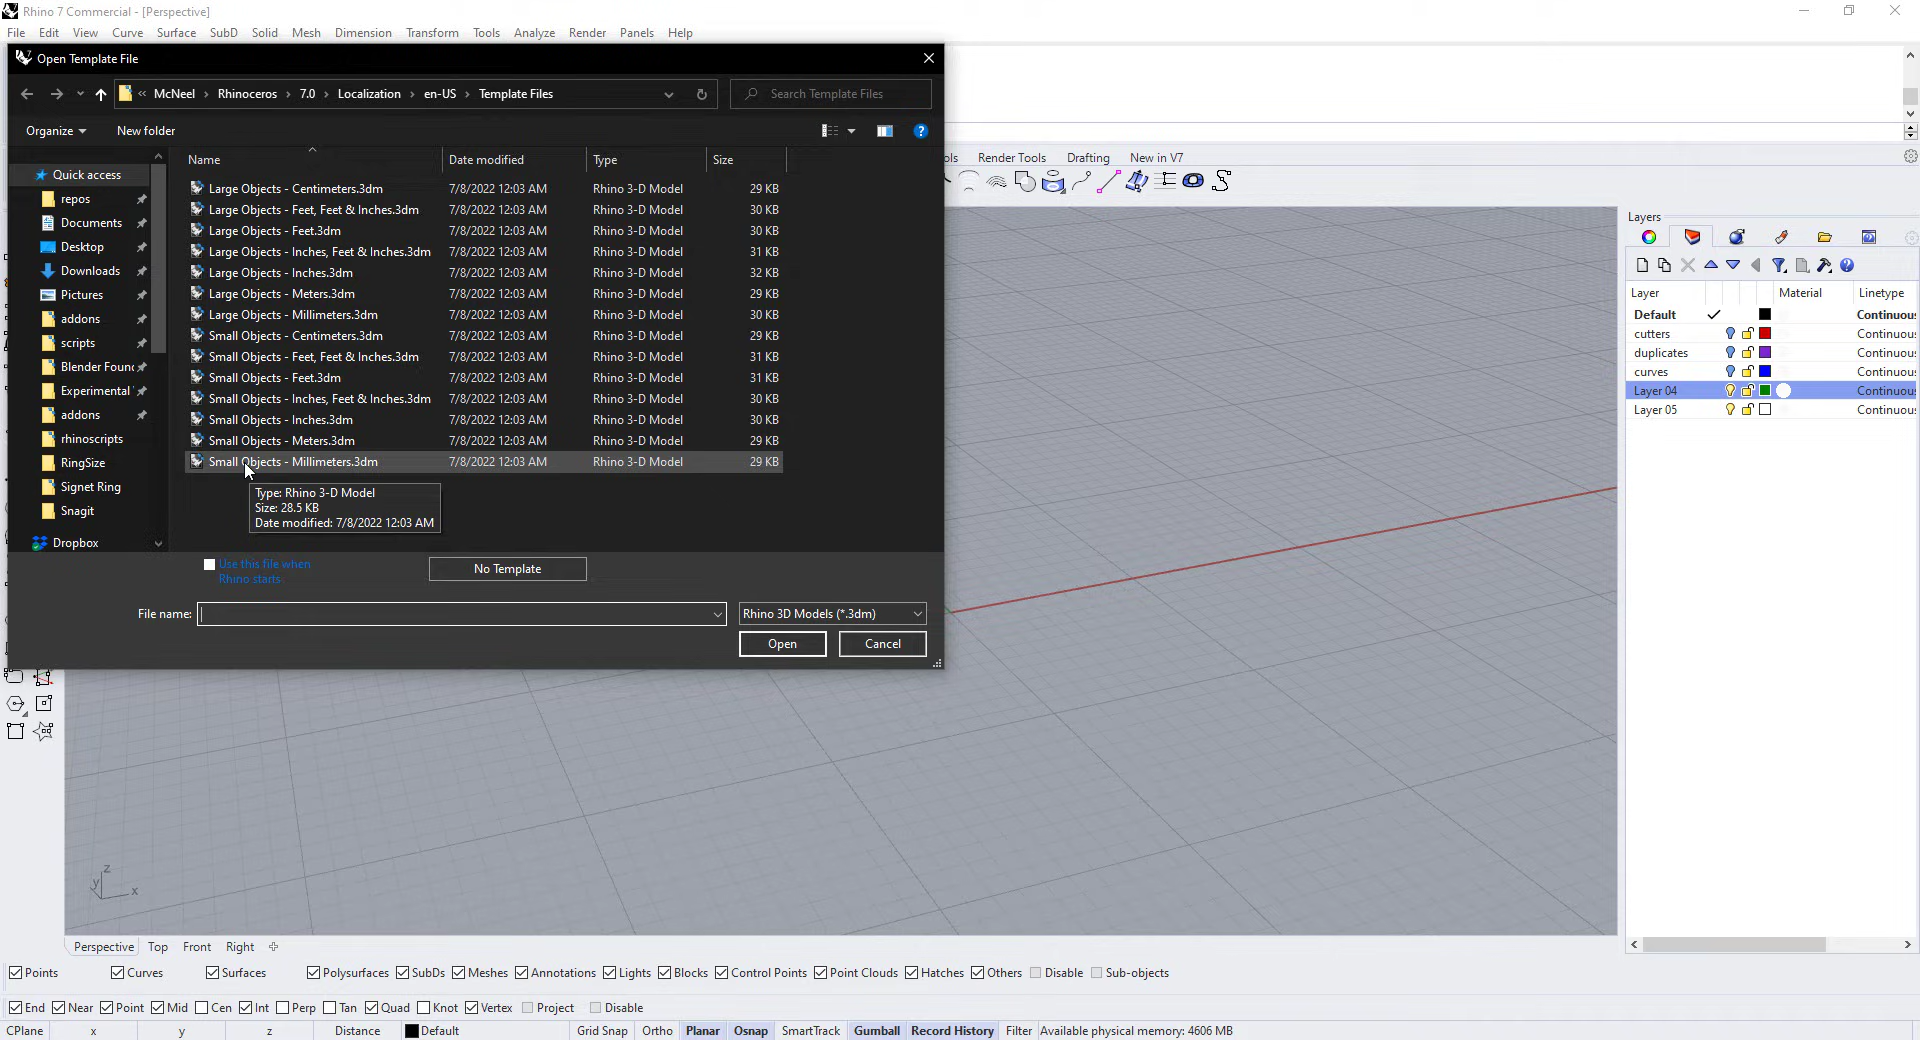 Rhino 7 Commercial - [Perspective]
File Edit View Curve Surface SubD Solid Mesh Dimension Transform Tools Analyze Render Panels Help
Open Template File
« McNeel › Rhinoceros › 7.0 › Localization › en-US › Template Files
Search Template Files
Organize New folder
Name Date modified Type Size
Large Objects - Centimeters.3dm 7/8/2022 12:03 AM Rhino 3-D Model 29 KB
Large Objects - Feet, Feet & Inches.3dm 7/8/2022 12:03 AM Rhino 3-D Model 30 KB
Large Objects - Feet.3dm 7/8/2022 12:03 AM Rhino 3-D Model 30 KB
Large Objects - Inches, Feet & Inches.3dm 7/8/2022 12:03 AM Rhino 3-D Model 31 KB
Large Objects - Inches.3dm 7/8/2022 12:03 AM Rhino 3-D Model 32 KB
Large Objects - Meters.3dm 7/8/2022 12:03 AM Rhino 3-D Model 29 KB
Large Objects - Millimeters.3dm 7/8/2022 12:03 AM Rhino 3-D Model 30 KB
Small Objects - Centimeters.3dm 7/8/2022 12:03 AM Rhino 3-D Model 29 KB
Small Objects - Feet, Feet & Inches.3dm 7/8/2022 12:03 AM Rhino 3-D Model 31 KB
Small Objects - Feet.3dm 7/8/2022 12:03 AM Rhino 3-D Model 31 KB
Small Objects - Inches, Feet & Inches.3dm 7/8/2022 12:03 AM Rhino 3-D Model 30 KB
Small Objects - Inches.3dm 7/8/2022 12:03 AM Rhino 3-D Model 30 KB
Small Objects - Meters.3dm 7/8/2022 12:03 AM Rhino 3-D Model 29 KB
Small Objects - Millimeters.3dm 7/8/2022 12:03 AM Rhino 3-D Model 29 KB
Type: Rhino 3-D Model
Size: 28.5 KB
Date modified: 7/8/2022 12:03 AM
Quick access
repos
Documents
Desktop
Downloads
Pictures
addons
scripts
Blender Foun
Experimental
addons
rhinoscripts
RingSize
Signet Ring
Snagit
Dropbox
Use this file when
Rhino starts
No Template
File name:
Rhino 3D Models (*.3dm)
Open Cancel
ols Render Tools Drafting New in V7
Layers
Layer Material Linetype
Default Continuous
cutters Continuou
duplicates Continuou
curves Continuou
Layer 04 Continuou
Layer 05 Continuou
z
y
x
Perspective Top Front Right
Points Curves Surfaces Polysurfaces SubDs Meshes Annotations Lights Blocks Control Points Point Clouds Hatches Others Disable Sub-objects
End Near Point Mid Cen Int Perp Tan Quad Knot Vertex Project Disable
CPlane x y z Distance Default Grid Snap Ortho Planar Osnap SmartTrack Gumball Record History Filter Available physical memory: 4606 MB